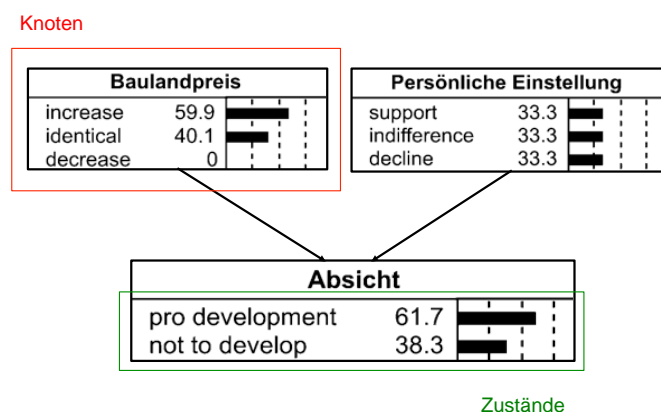 Knoten
Baulandpreis
increase 59.9
identical 40.1
decrease 0
Persönliche Einstellung
support 33.3
indifference 33.3
decline 33.3
Absicht
pro development 61.7
not to develop 38.3
Zustände